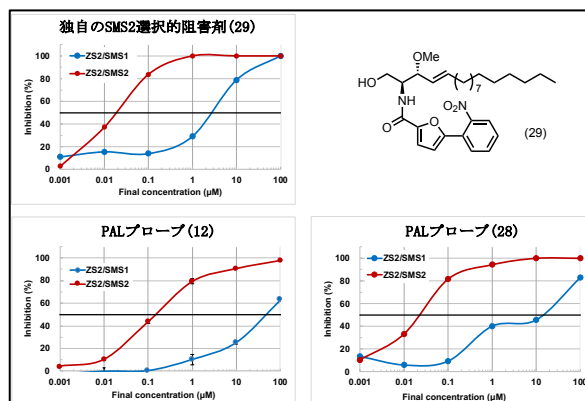 独自のSMS2選択的阻害剤(29)
Inhibition (%)
120
100
80
60
40
20
0
ZS2/SMS1
ZS2/SMS2
0.001 0.01 0.1 1 10 100
Final concentration (µM)
OMe
HO
7
HN
O
O
NO2
(29)
PALプローブ(12)
Inhibition (%)
120
100
80
60
40
20
0
ZS2/SMS1
ZS2/SMS2
0.001 0.01 0.1 1 10 100
Final concentration (µM)
PALプローブ(28)
Inhibition (%)
120
100
80
60
40
20
0
ZS2/SMS1
ZS2/SMS2
0.001 0.01 0.1 1 10 100
Final concentration (µM)